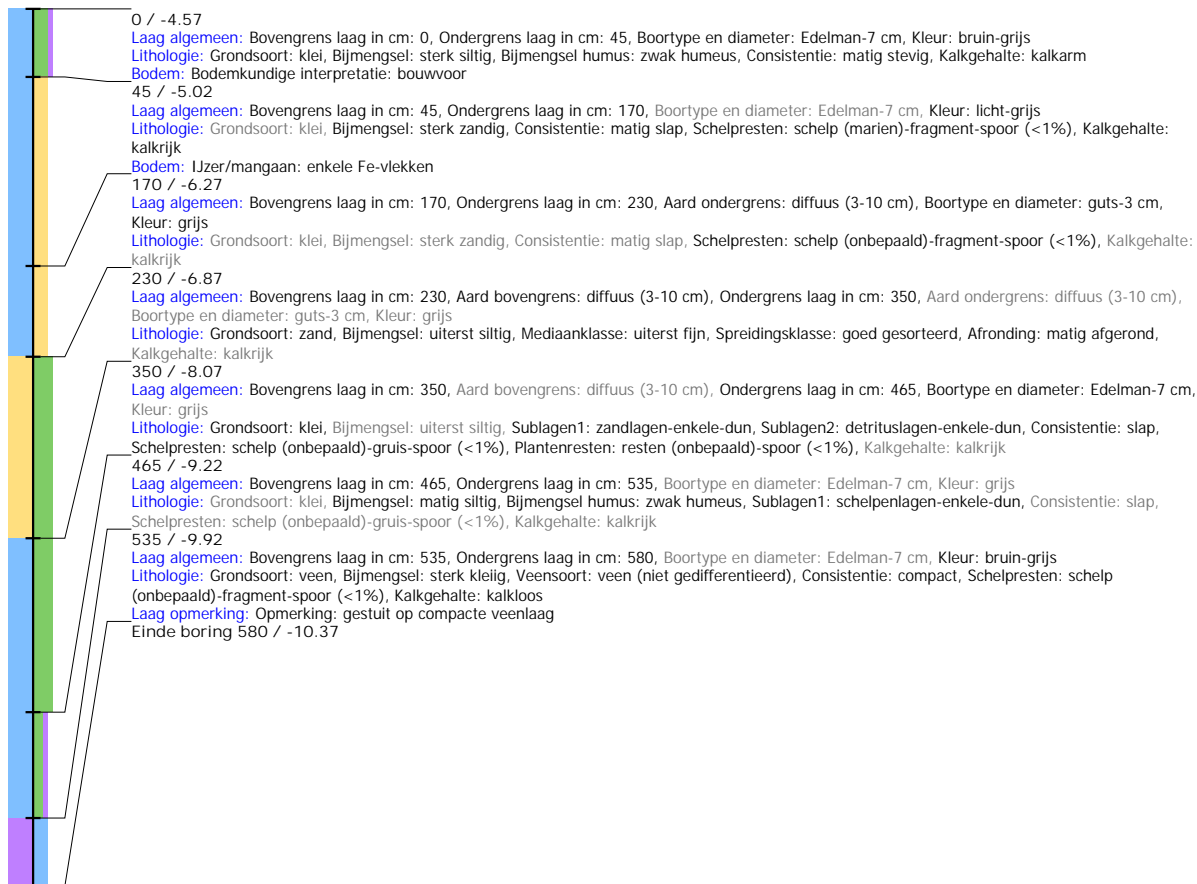 0 / -4.57
Laag algemeen: Bovengrens laag in cm: 0, Ondergrens laag in cm: 45, Boortype en diameter: Edelman-7 cm, Kleur: bruin-grijs
Lithologie: Grondsoort: klei, Bijmengsel: sterk siltig, Bijmengsel humus: zwak humeus, Consistentie: matig stevig, Kalkgehalte: kalkarm
Bodem: Bodemkundige interpretatie: bouwvoor
45 / -5.02
Laag algemeen: Bovengrens laag in cm: 45, Ondergrens laag in cm: 170, Boortype en diameter: Edelman-7 cm, Kleur: licht-grijs
Lithologie: Grondsoort: klei, Bijmengsel: sterk zandig, Consistentie: matig slap, Schelpresten: schelp (marien)-fragment-spoor (<1%), Kalkgehalte:
kalkrijk
Bodem: IJzer/mangaan: enkele Fe-vlekken
170 / -6.27
Laag algemeen: Bovengrens laag in cm: 170, Ondergrens laag in cm: 230, Aard ondergrens: diffuus (3-10 cm), Boortype en diameter: guts-3 cm,
Kleur: grijs
Lithologie: Grondsoort: klei, Bijmengsel: sterk zandig, Consistentie: matig slap, Schelpresten: schelp (onbepaald)-fragment-spoor (<1%), Kalkgehalte:
kalkrijk
230 / -6.87
Laag algemeen: Bovengrens laag in cm: 230, Aard bovengrens: diffuus (3-10 cm), Ondergrens laag in cm: 350, Aard ondergrens: diffuus (3-10 cm),
Boortype en diameter: guts-3 cm, Kleur: grijs
Lithologie: Grondsoort: zand, Bijmengsel: uiterst siltig, Mediaanklasse: uiterst fijn, Spreidingsklasse: goed gesorteerd, Afronding: matig afgerond,
Kalkgehalte: kalkrijk
350 / -8.07
Laag algemeen: Bovengrens laag in cm: 350, Aard bovengrens: diffuus (3-10 cm), Ondergrens laag in cm: 465, Boortype en diameter: Edelman-7 cm,
Kleur: grijs
Lithologie: Grondsoort: klei, Bijmengsel: uiterst siltig, Sublagen1: zandlagen-enkele-dun, Sublagen2: detrituslagen-enkele-dun, Consistentie: slap,
Schelpresten: schelp (onbepaald)-gruis-spoor (<1%), Plantenresten: resten (onbepaald)-spoor (<1%), Kalkgehalte: kalkrijk
465 / -9.22
Laag algemeen: Bovengrens laag in cm: 465, Ondergrens laag in cm: 535, Boortype en diameter: Edelman-7 cm, Kleur: grijs
Lithologie: Grondsoort: klei, Bijmengsel: matig siltig, Bijmengsel humus: zwak humeus, Sublagen1: schelpenlagen-enkele-dun, Consistentie: slap,
Schelpresten: schelp (onbepaald)-gruis-spoor (<1%), Kalkgehalte: kalkrijk
535 / -9.92
Laag algemeen: Bovengrens laag in cm: 535, Ondergrens laag in cm: 580, Boortype en diameter: Edelman-7 cm, Kleur: bruin-grijs
Lithologie: Grondsoort: veen, Bijmengsel: sterk kleiig, Veensoort: veen (niet gedifferentieerd), Consistentie: compact, Schelpresten: schelp
(onbepaald)-fragment-spoor (<1%), Kalkgehalte: kalkloos
Laag opmerking: Opmerking: gestuit op compacte veenlaag
Einde boring 580 / -10.37